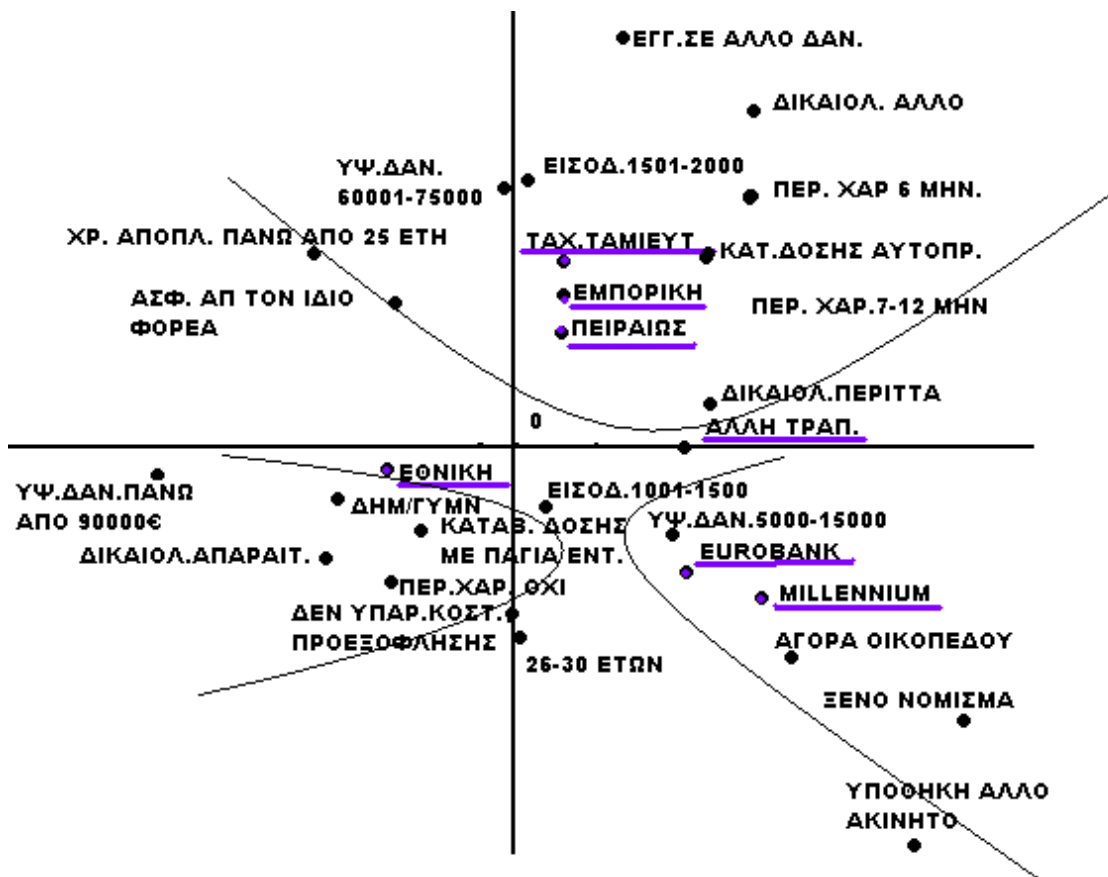 ΕΓΓ.ΣΕ ΑΛΛΟ ΔΑΝ.
ΔΙΚΑΙΟΛ. ΑΛΛΟ
ΥΨ.ΔΑΝ.
60001-75000
ΕΙΣΟΔ.1501-2000
ΠΕΡ. ΧΑΡ 6 ΜΗΝ.
ΧΡ. ΑΠΟΠΛ. ΠΑΝΩ ΑΠΟ 25 ΕΤΗ
ΤΑΧ.ΤΑΜΙΕΥΤ
ΚΑΤ.ΔΟΣΗΣ ΑΥΤΟΠΡ.
ΑΣΦ. ΑΠ ΤΟΝ ΙΔΙΟ
ΦΟΡΕΑ
ΕΜΠΟΡΙΚΗ
ΠΕΡ. ΧΑΡ.7-12 ΜΗΝ
ΠΕΙΡΑΙΩΣ
ΔΙΚΑΙΟΛ.ΠΕΡΙΤΤΑ
0
ΑΛΛΗ ΤΡΑΠ.
ΕΘΝΙΚΗ
ΥΨ.ΔΑΝ.ΠΑΝΩ
ΑΠΟ 90000€
ΔΗΜ/ΓΥΜΝ
ΕΙΣΟΔ.1001-1500
ΚΑΤΑΒ. ΔΟΣΗΣ
ΜΕ ΠΑΓΙΑ ΕΝΤ.
ΥΨ.ΔΑΝ.5000-15000
ΔΙΚΑΙΟΛ.ΑΠΑΡΑΙΤ.
EUROBANK
ΠΕΡ.ΧΑΡ. ΟΧΙ
MILLENNIUM
ΔΕΝ ΥΠΑΡ.ΚΟΣΤ.
ΠΡΟΕΞΟΦΛΗΣΗΣ
ΑΓΟΡΑ ΟΙΚΟΠΕΔΟΥ
26-30 ΕΤΩΝ
ΞΕΝΟ ΝΟΜΙΣΜΑ
ΥΠΟΘΗΚΗ ΑΛΛΟ
ΑΚΙΝΗΤΟ